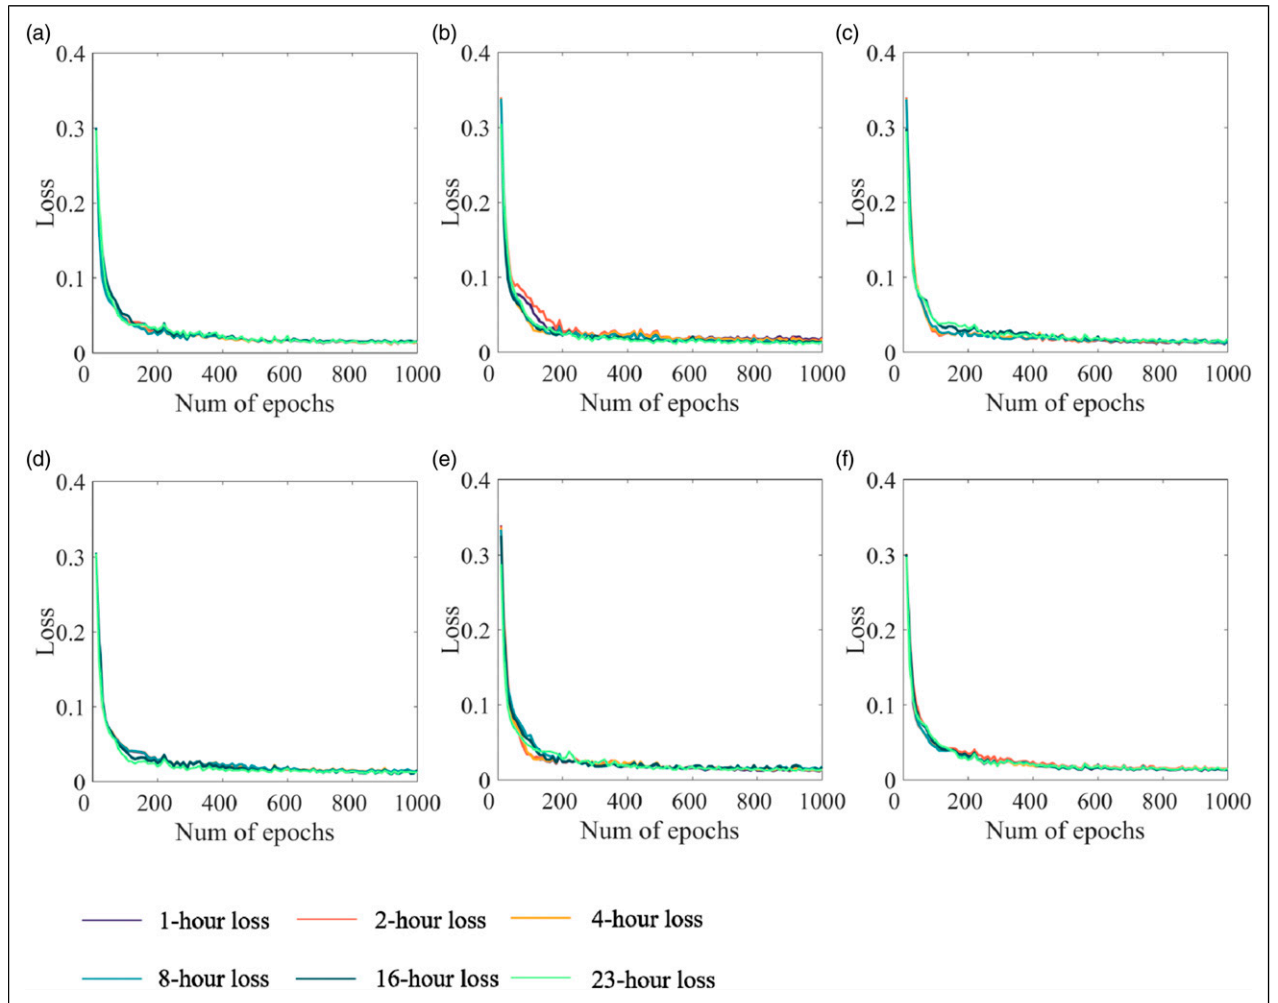 (a) (b) (c)
0.4 0.4 0.4
0.3 0.3 0.3
Loss Loss Loss
0.2 0.2 0.2
0.1 0.1 0.1
0 0 0
0 200 400 600 800 1000 0 200 400 600 800 1000 0 200 400 600 800 1000
Num of epochs Num of epochs Num of epochs
(d) (e) (f)
0.4 0.4 0.4
0.3 0.3 0.3
Loss Loss Loss
0.2 0.2 0.2
0.1 0.1 0.1
0 0 0
0 200 400 600 800 1000 0 200 400 600 800 1000 0 200 400 600 800 1000
Num of epochs Num of epochs Num of epochs
1-hour loss 2-hour loss 4-hour loss
8-hour loss 16-hour loss 23-hour loss